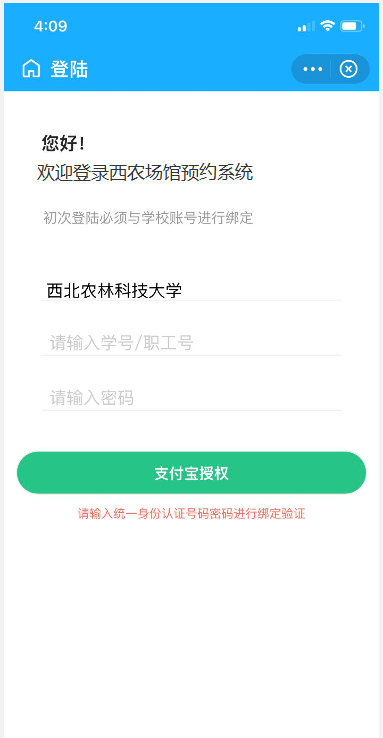 4:09
登陆
您好!
欢迎登录西农场馆预约系统
初次登陆必须与学校账号进行绑定
西北农林科技大学
请输入学号/职工号
请输入密码
支付宝授权
请输入统一身份认证号码密码进行绑定验证